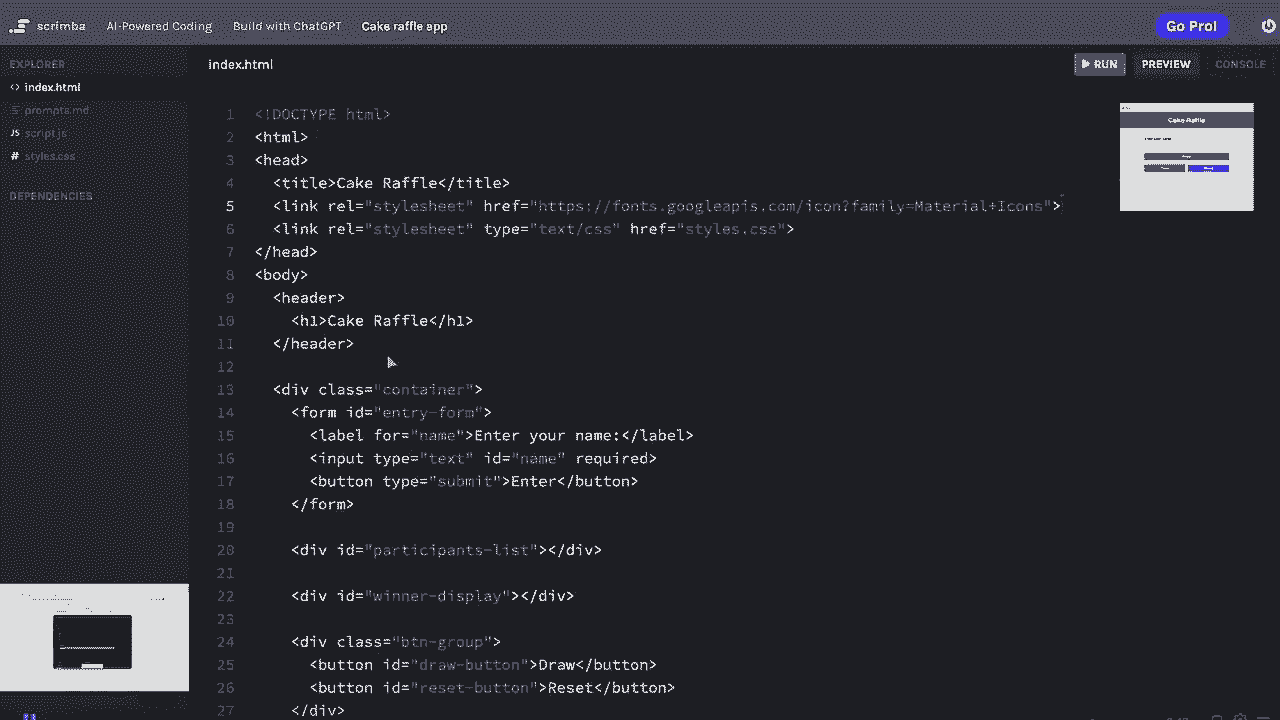 scrimba AI-Powered Coding Build with ChatGPT Cake raffle app Go Pro!
EXPLORER
index.html
RUN PREVIEW CONSOLE
<> index.html
prompts.md
JS script.js
# styles.css
DEPENDENCIES
1 <!DOCTYPE html>
2 <html>
3 <head>
4 <title>Cake Raffle</title>
5 <link rel="stylesheet" href="https://fonts.googleapis.com/icon?family=Material+Icons">
6 <link rel="stylesheet" type="text/css" href="styles.css">
7 </head>
8 <body>
9 <header>
10 <h1>Cake Raffle</h1>
11 </header>
12
13 <div class="container">
14 <form id="entry-form">
15 <label for="name">Enter your name:</label>
16 <input type="text" id="name" required>
17 <button type="submit">Enter</button>
18 </form>
19
20 <div id="participants-list"></div>
21
22 <div id="winner-display"></div>
23
24 <div class="btn-group">
25 <button id="draw-button">Draw</button>
26 <button id="reset-button">Reset</button>
27 </div>